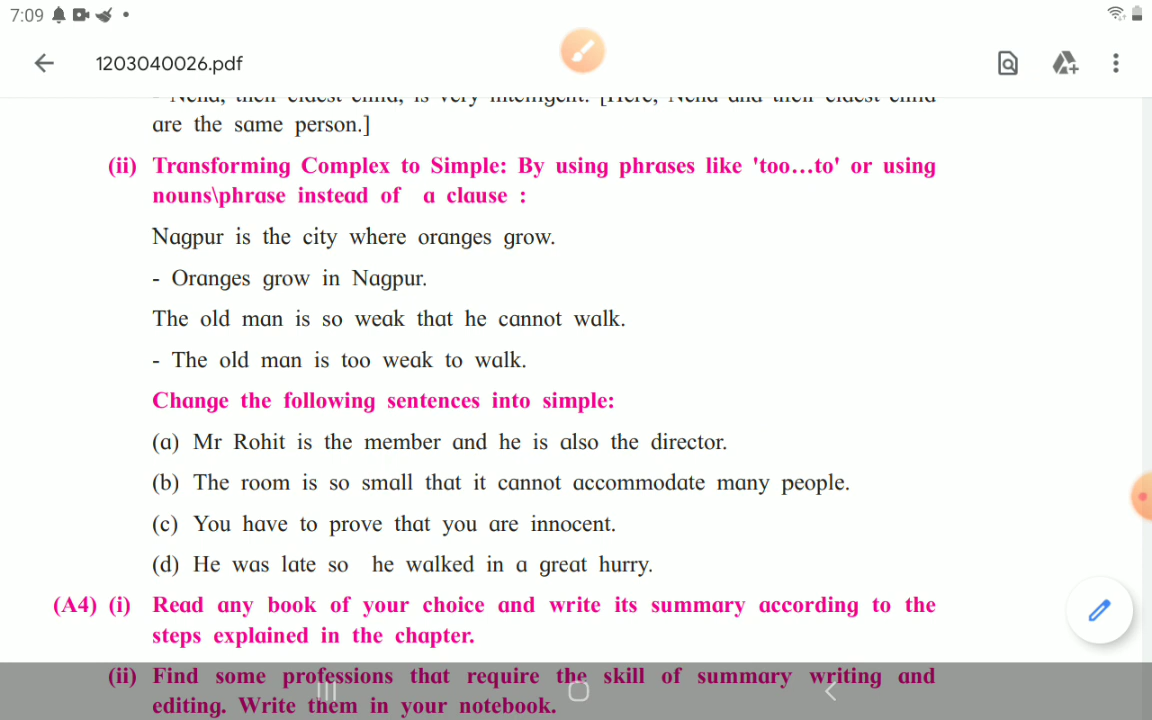 7:09
1203040026.pdf
are the same person.]
(ii) Transforming Complex to Simple: By using phrases like 'too...to' or using
nouns\phrase instead of a clause :
Nagpur is the city where oranges grow.
- Oranges grow in Nagpur.
The old man is so weak that he cannot walk.
- The old man is too weak to walk.
Change the following sentences into simple:
(a) Mr Rohit is the member and he is also the director.
(b) The room is so small that it cannot accommodate many people.
(c) You have to prove that you are innocent.
(d) He was late so he walked in a great hurry.
(A4) (i) Read any book of your choice and write its summary according to the
steps explained in the chapter.
(ii) Find some professions that require the skill of summary writing and
editing. Write them in your notebook.